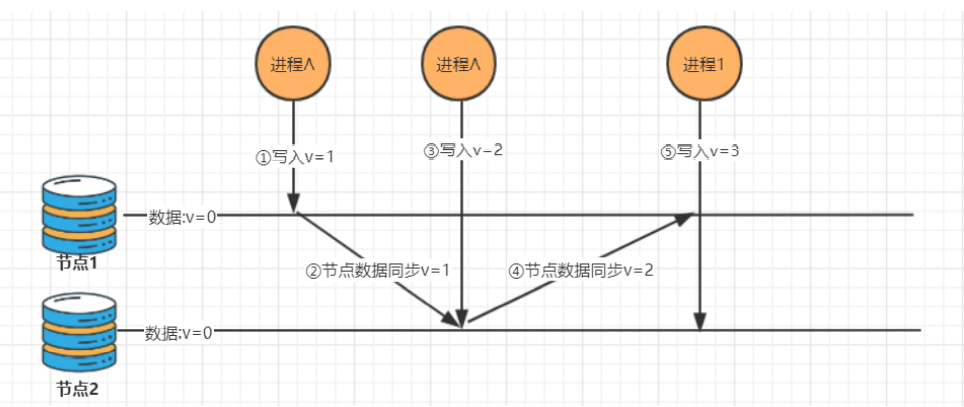 进程A
进程A
进程1
①写入v=1
③写入v=2
⑤写入v=3
数据:v=0
节点1
②节点数据同步v=1
④节点数据同步v=2
数据:v=0
节点2